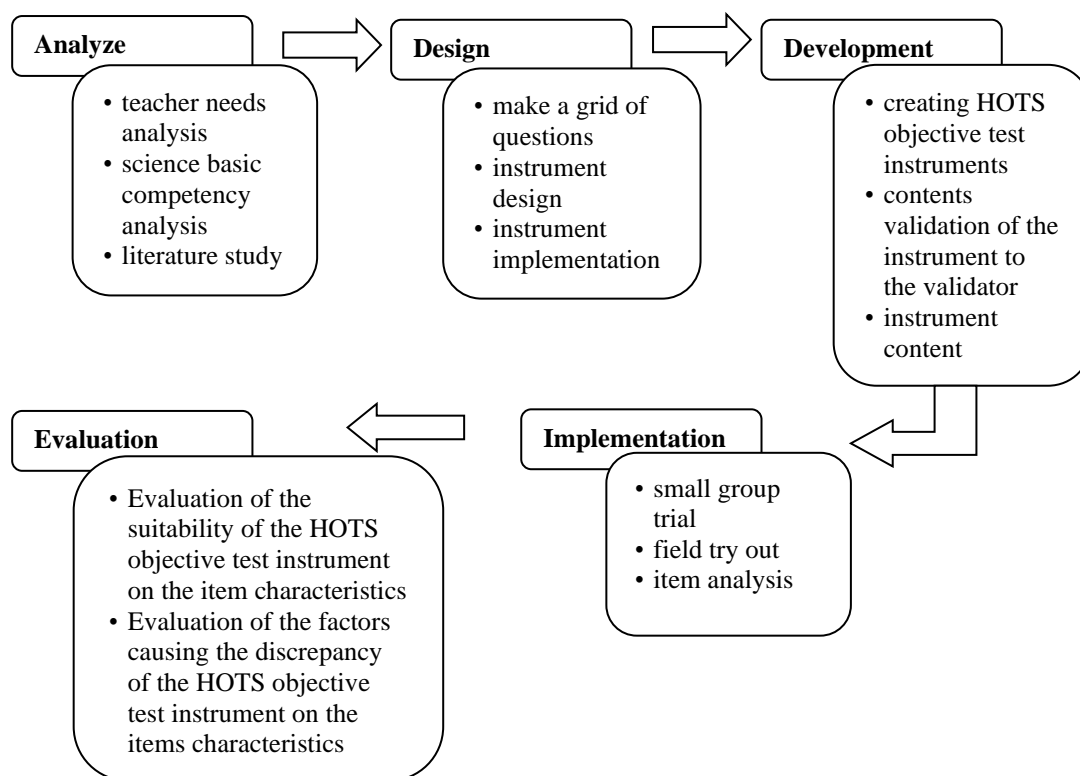 Analyze
• teacher needs
analysis
• science basic
competency
analysis
• literature study
Design
• make a grid of
questions
• instrument
design
• instrument
implementation
Development
• creating HOTS
objective test
instruments
• contents
validation of the
instrument to
the validator
• instrument
content
Implementation
• small group
trial
• field try out
• item analysis
Evaluation
• Evaluation of the
suitability of the HOTS
objective test instrument
on the item characteristics
• Evaluation of the factors
causing the discrepancy
of the HOTS objective
test instrument on the
items characteristics